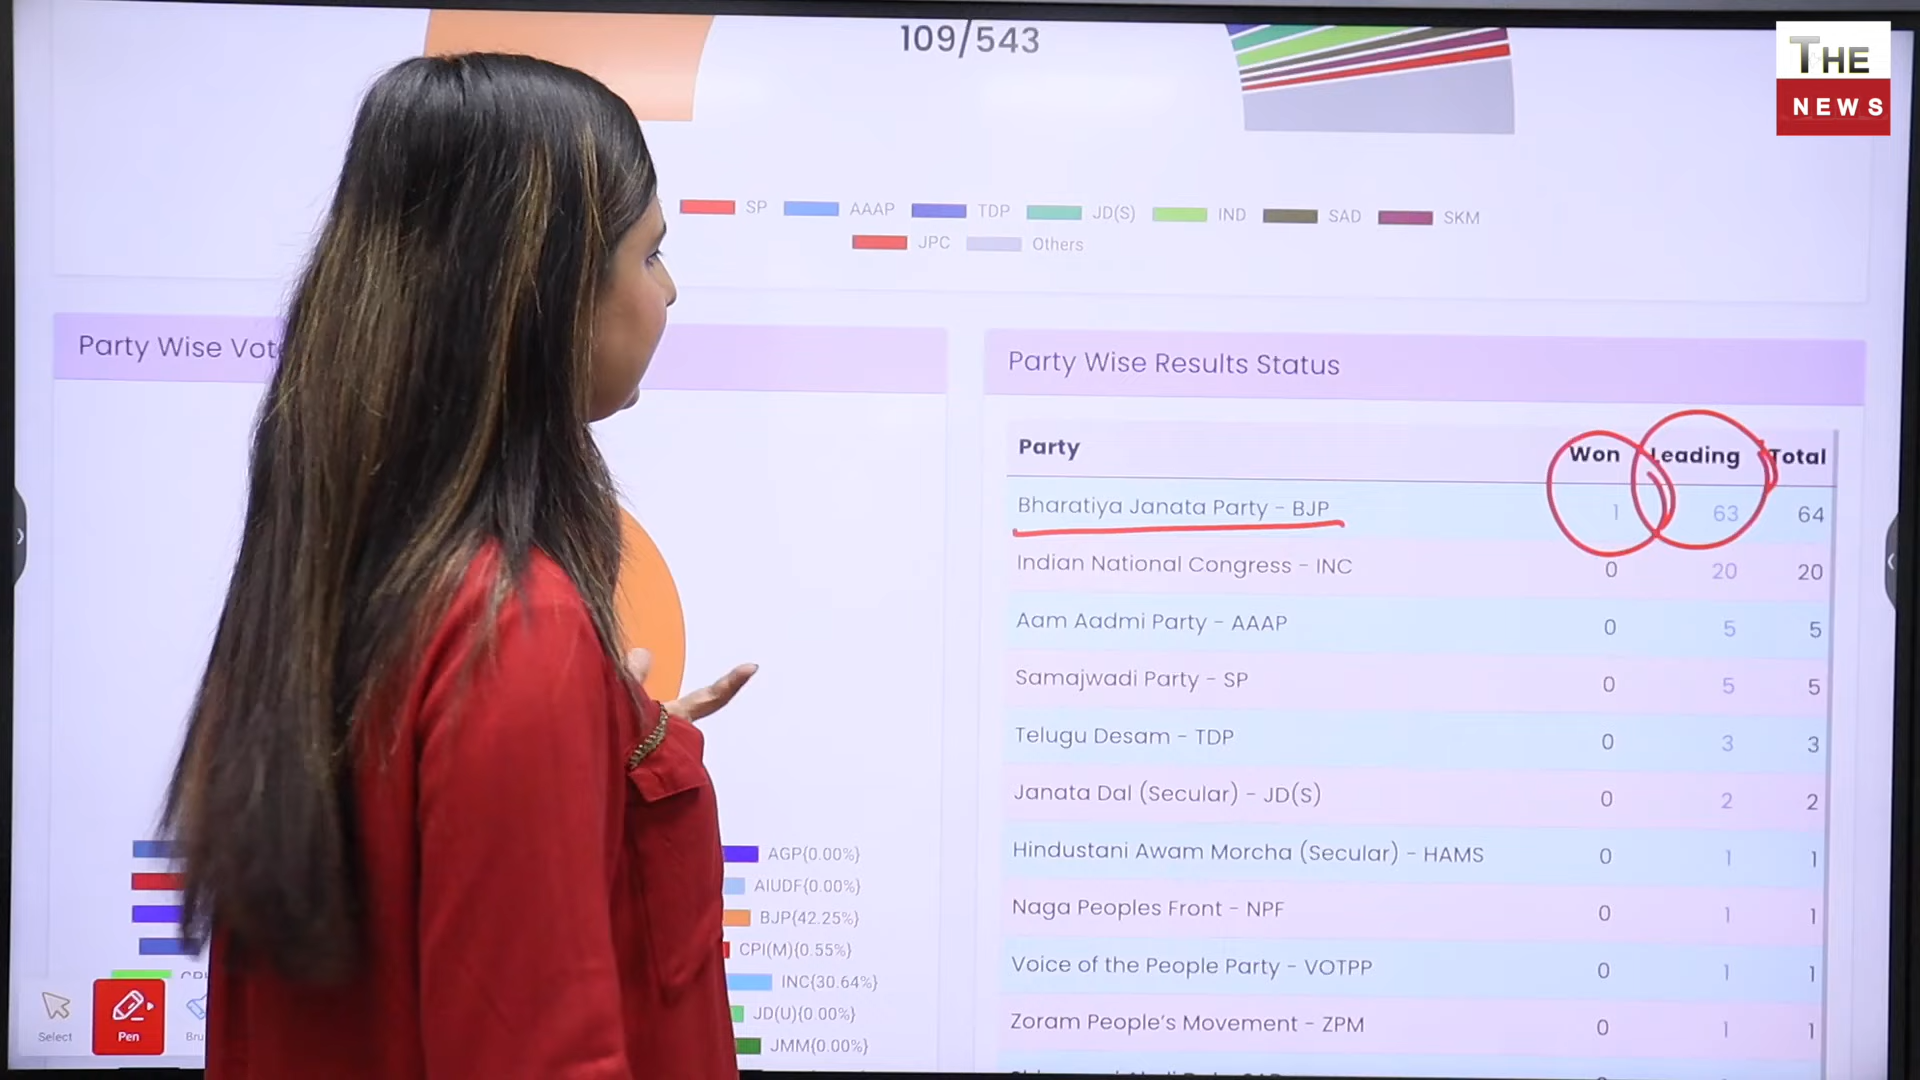 109/543
THE
NEWS
SP AAAP TDP JD(S) IND SAD SKM
JPC Others
Party Wise Vot
Party Wise Results Status
Party Won Leading Total
Bharatiya Janata Party - BJP 1 63 64
Indian National Congress - INC 0 20 20
Aam Aadmi Party - AAAP 0 5 5
Samajwadi Party - SP 0 5 5
Telugu Desam - TDP 0 3 3
Janata Dal (Secular) - JD(S) 0 2 2
Hindustani Awam Morcha (Secular) - HAMS 0 1 1
Naga Peoples Front - NPF 0 1 1
Voice of the People Party - VOTPP 0 1 1
Zoram People's Movement - ZPM 0 1 1
AGP{0.00%}
AIUDF{0.00%}
BJP{42.25%}
CPI(M){0.55%}
INC{30.64%}
JD(U){0.00%}
JMM{0.00%}
Select Pen Bru